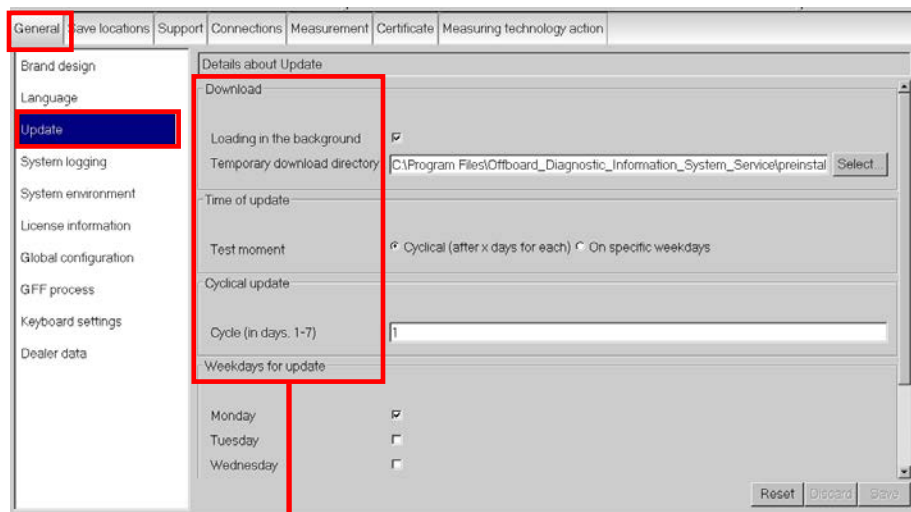 General Save locations Support Connections Measurement Certificate Measuring technology action
Brand design
Language
Update
System logging
System environment
License information
Global configuration
GFF process
Keyboard settings
Dealer data
Details about Update
Download
Loading in the background
Temporary download directory C:\Program Files\Offboard_Diagnostic_Information_System_Service\preinstal Select...
Time of update
Test moment Cyclical (after x days for each) On specific weekdays
Cyclical update
Cycle (in days. 1-7) 1
Weekdays for update
Monday
Tuesday
Wednesday
Reset Discard Save